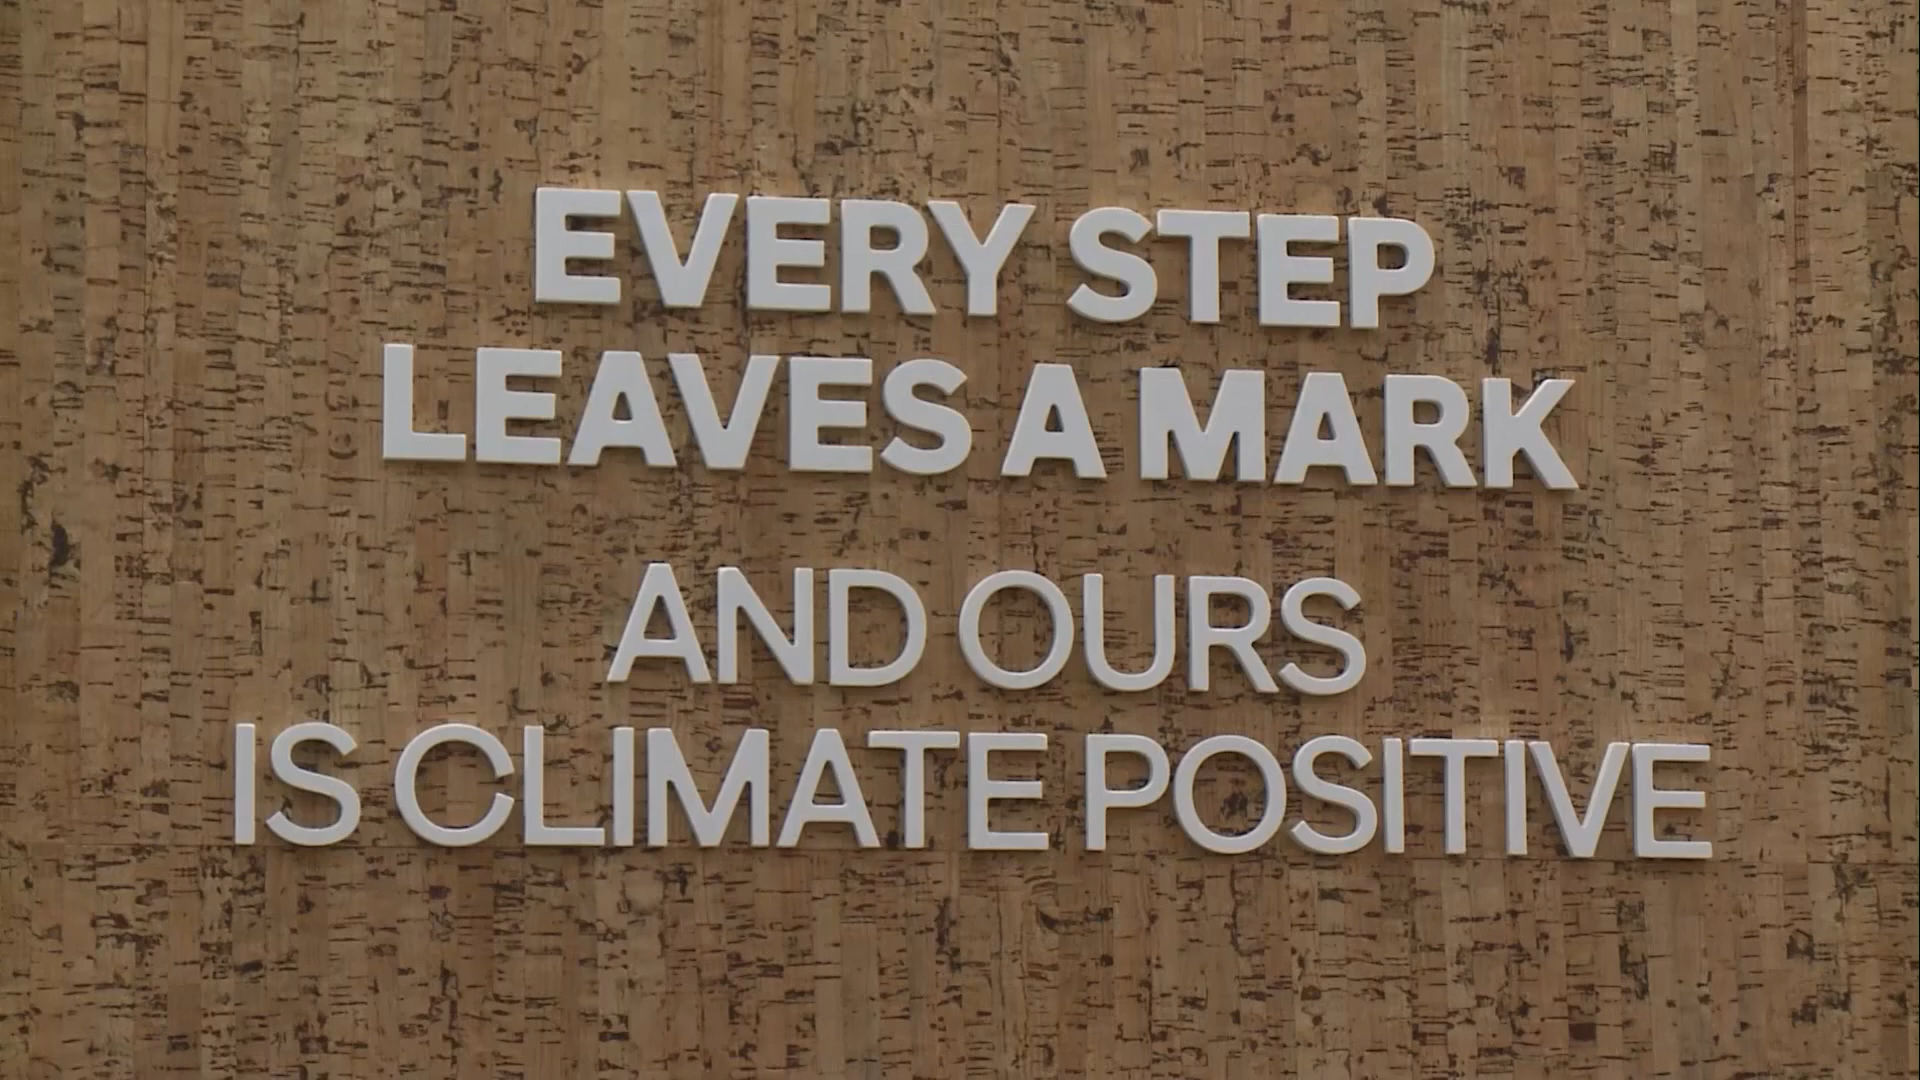 EVERY STEP
LEAVES A MARK
AND OURS
IS CLIMATE POSITIVE